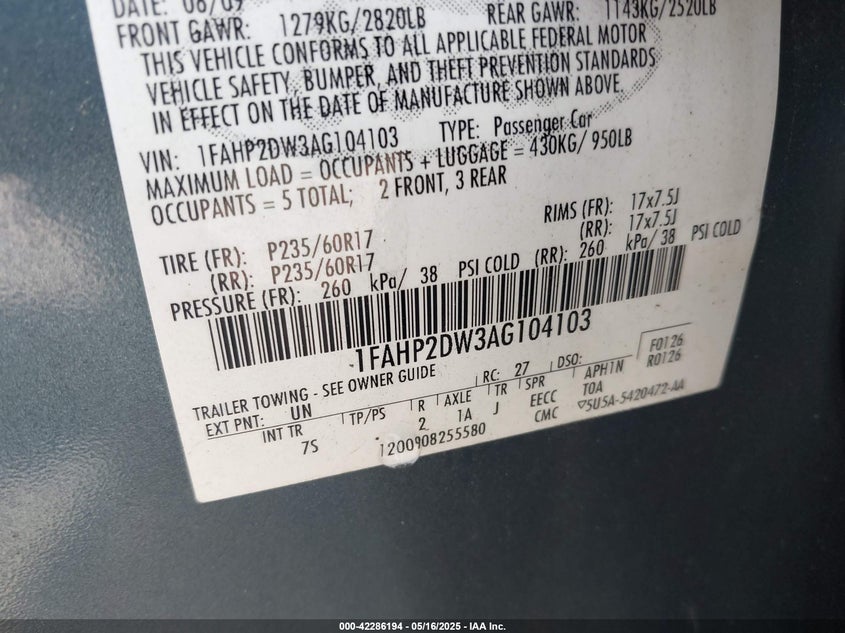 DATE: 08/09
FRONT GAWR: 1279KG/2820LB REAR GAWR: 1143KG/2520LB
THIS VEHICLE CONFORMS TO ALL APPLICABLE FEDERAL MOTOR
VEHICLE SAFETY, BUMPER, AND THEFT PREVENTION STANDARDS
IN EFFECT ON THE DATE OF MANUFACTURE SHOWN ABOVE.
VIN: 1FAHP2DW3AG104103 TYPE: Passenger Car
MAXIMUM LOAD = OCCUPANTS + LUGGAGE = 430KG/ 950LB
OCCUPANTS = 5 TOTAL; 2 FRONT, 3 REAR
TIRE (FR): P235/60R17 RIMS (FR): 17x7.5J
(RR): P235/60R17 (RR): 17x7.5J
PRESSURE (FR): 260 kPa/ 38 PSI COLD (RR): 260 kPa/ 38 PSI COLD
1FAHP2DW3AG104103
F0126
R0126
TRAILER TOWING - SEE OWNER GUIDE RC: 27 DSO:
EXT PNT: UN TP/PS R AXLE TR SPR APH1N
INT TR 2 1A J EECC TOA
7S CMC 5U5A-5420472-AA
1200908255580
000-42286194 - 05/16/2025 - IAA Inc.